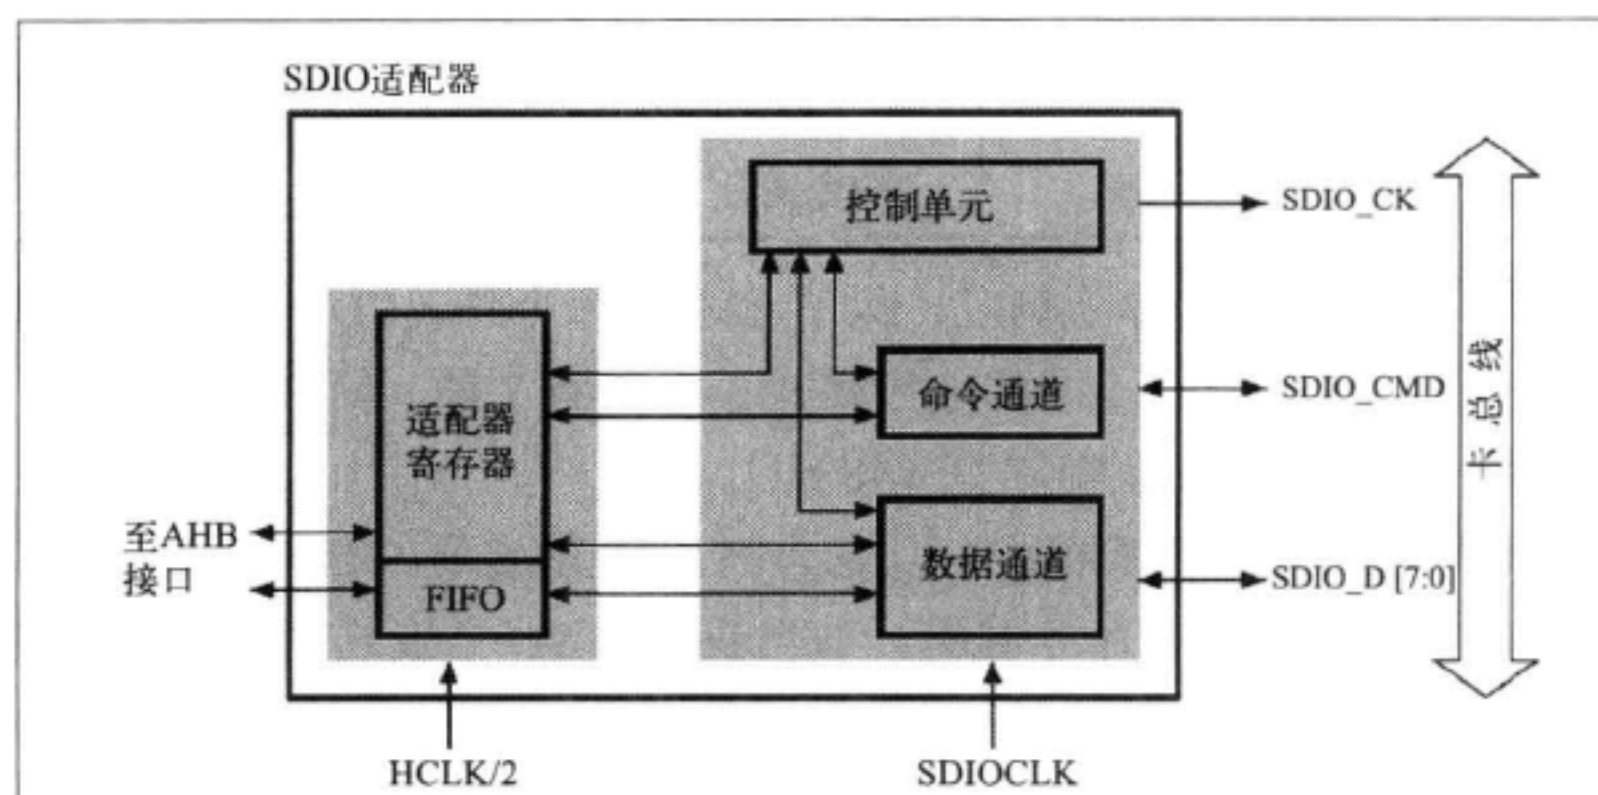 SDIO适配器
控制单元
SDIO_CK
适配器
寄存器
命令通道
SDIO_CMD
卡总线
至AHB
接口
FIFO
数据通道
SDIO_D [7:0]
HCLK/2
SDIOCLK